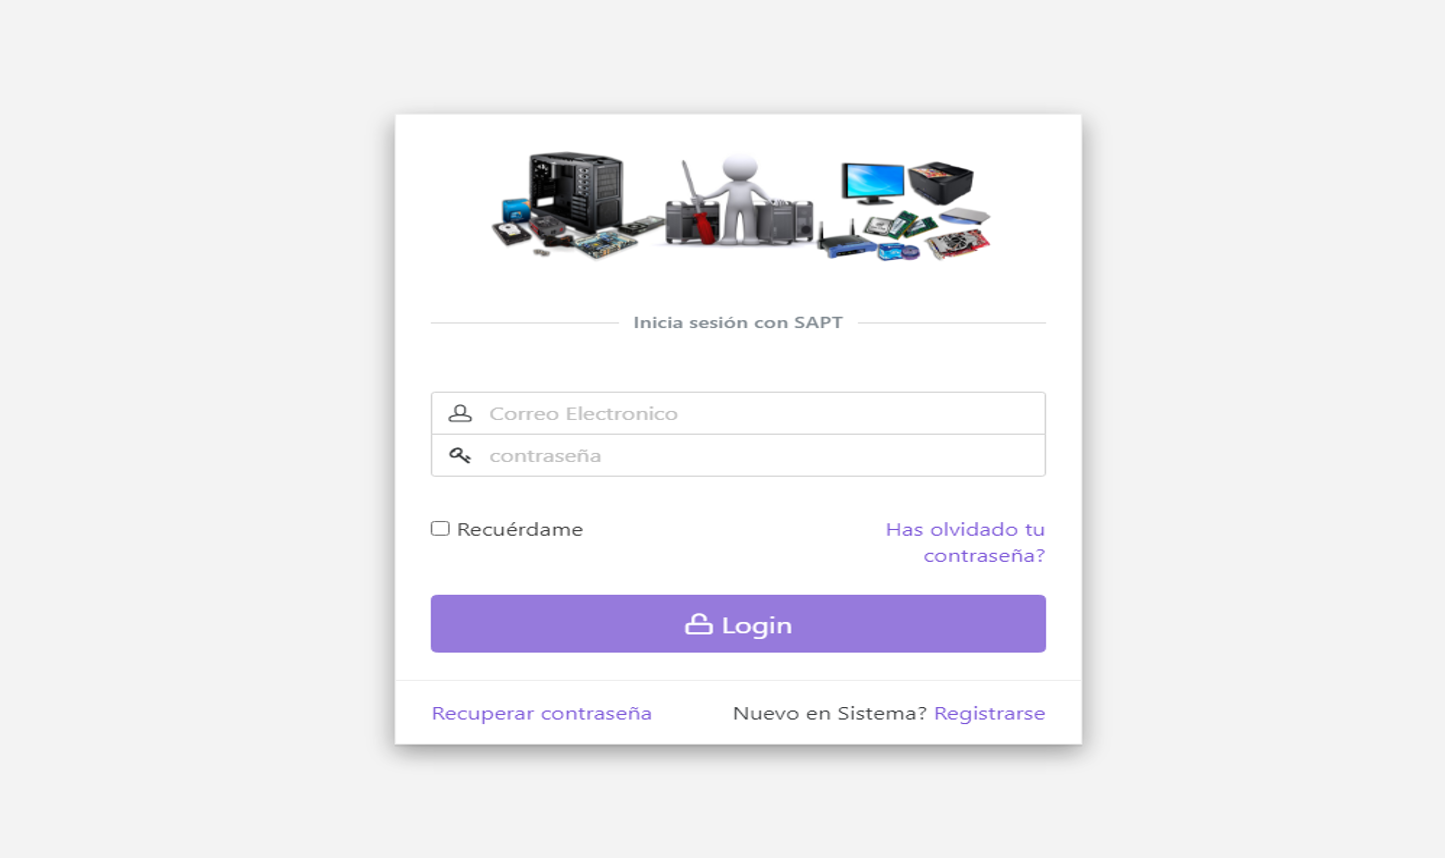 Inicia sesión con SAPT
Correo Electronico
contraseña
Recuérdame
Has olvidado tu
contraseña?
Login
Recuperar contraseña
Nuevo en Sistema? Registrarse